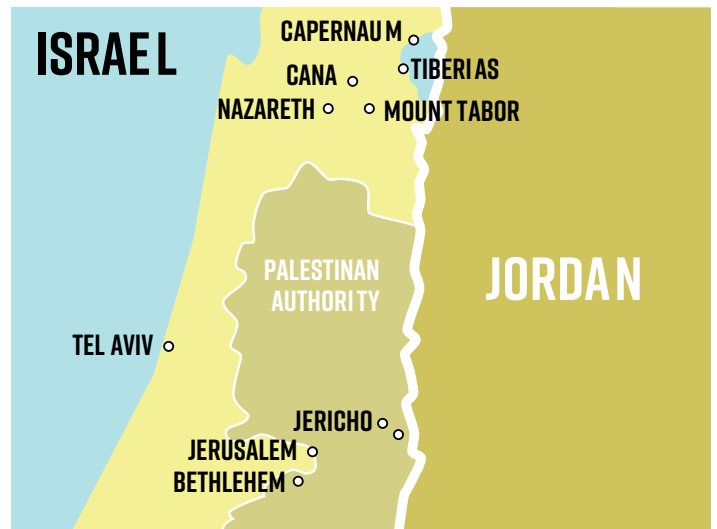 ISRAEL
CAPERNAUM
TIBERIAS
CANA
NAZARETH
MOUNT TABOR
PALESTINAN
AUTHORITY
JORDAN
TEL AVIV
JERICHO
JERUSALEM
BETHLEHEM